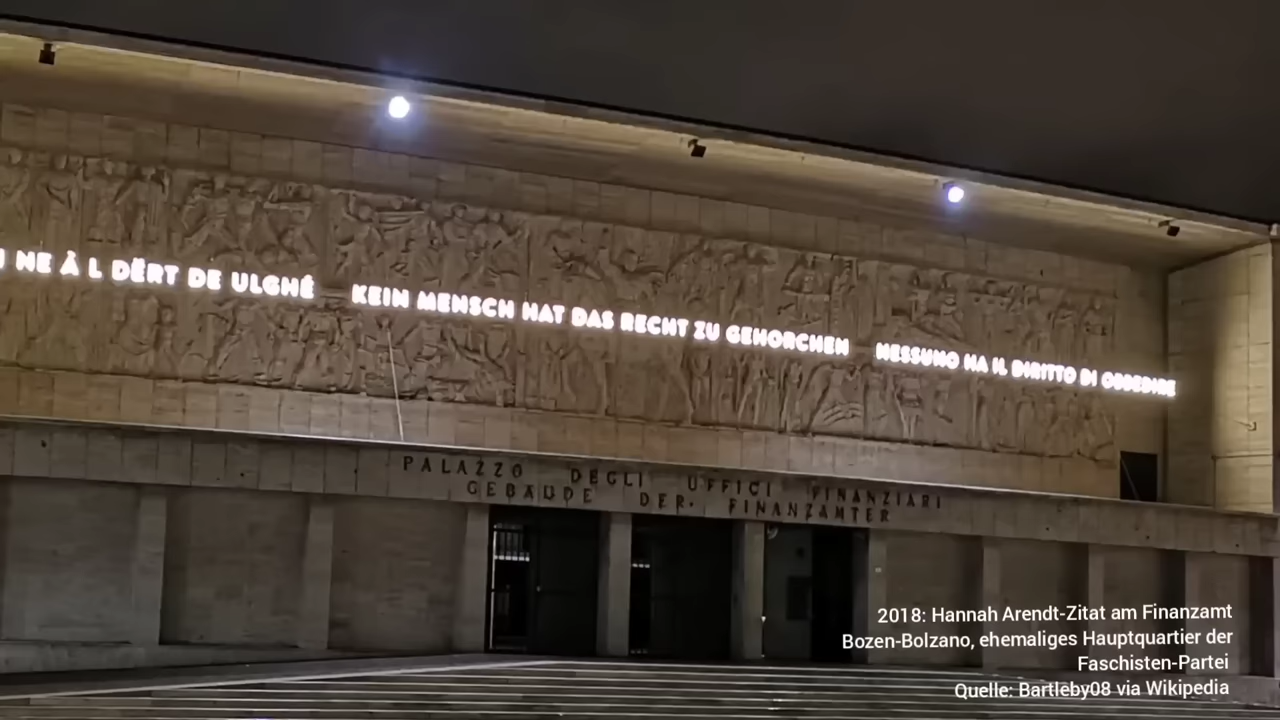 NE À L DËRT DE ULGHÉ KEIN MENSCH HAT DAS RECHT ZU GEHORCHEN NESSUNO HA IL DIRITTO DI OBBEDIRE
PALAZZO DEGLI UFFICI FINANZIARI
GEBÄUDE DER FINANZÄMTER
2018: Hannah Arendt-Zitat am Finanzamt
Bozen-Bolzano, ehemaliges Hauptquartier der
Faschisten-Partei
Quelle: Bartleby08 via Wikipedia